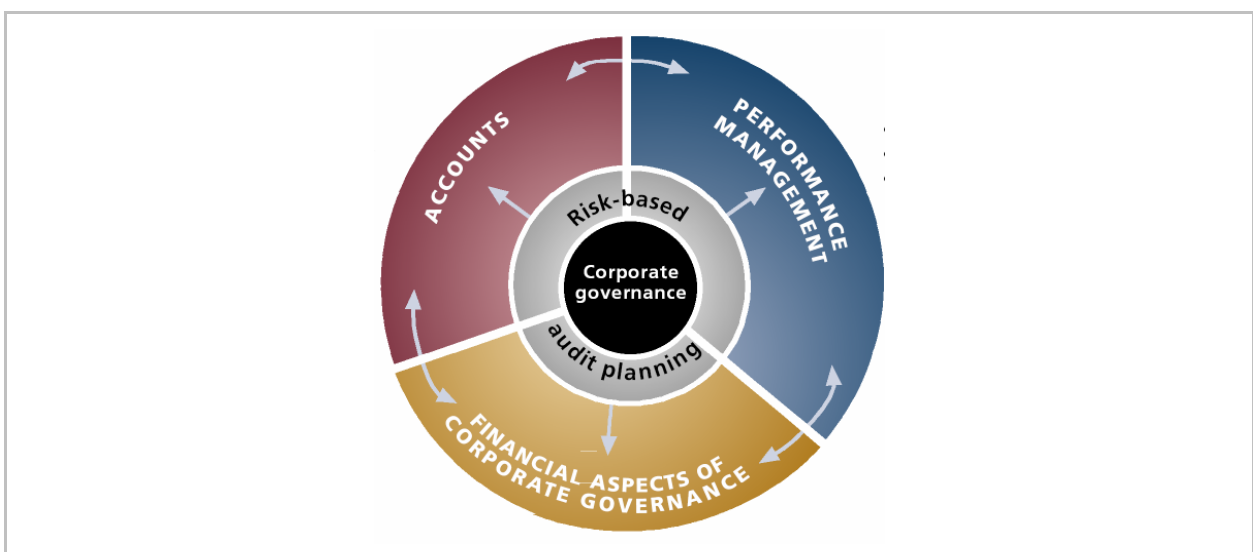 ACCOUNTS
PERFORMANCE
MANAGEMENT
Risk-based
Corporate
governance
audit planning
FINANCIAL ASPECTS OF
CORPORATE GOVERNANCE